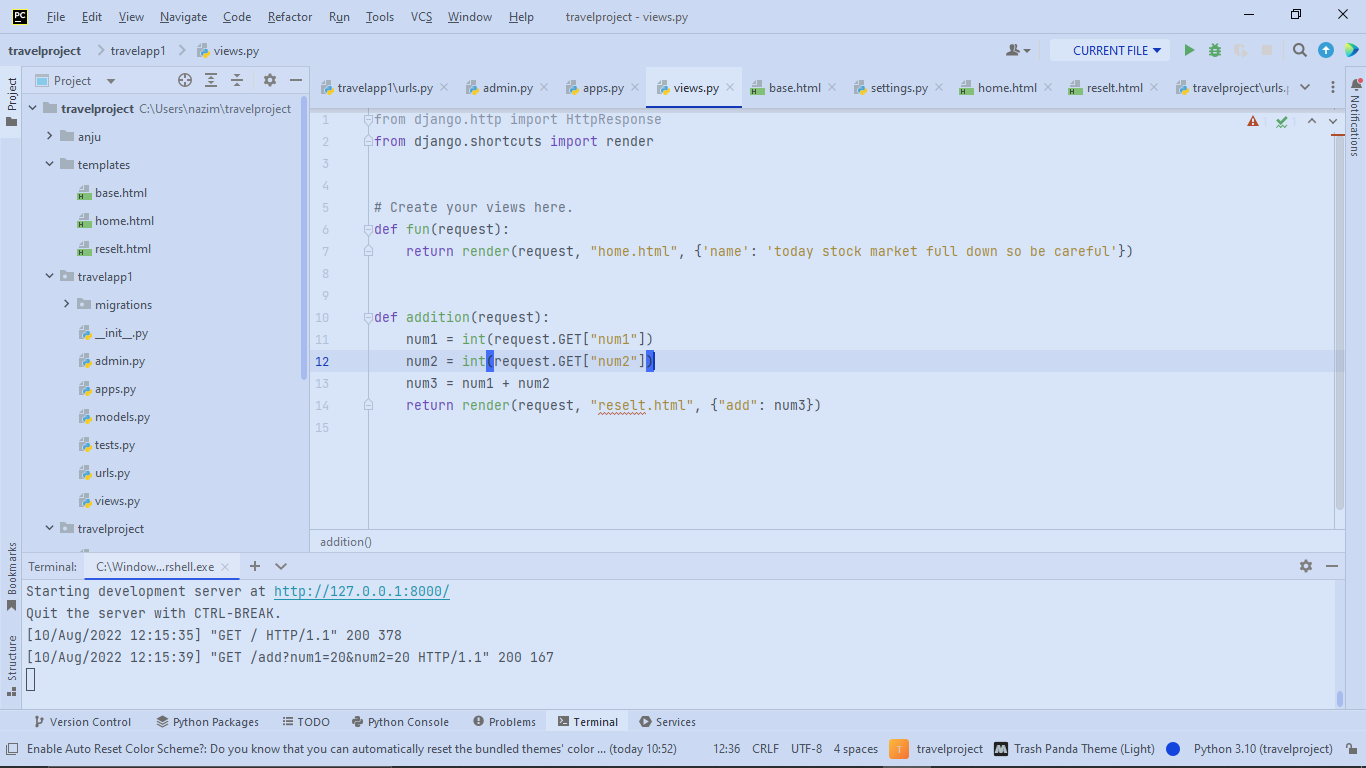 PC File Edit View Navigate Code Refactor Run Tools VCS Window Help travelproject - views.py
travelproject travelapp1 views.py CURRENT FILE
Project Project travelapp1\urls.py admin.py apps.py views.py base.html settings.py home.html reselt.html travelproject\urls. Notifications
travelproject C:\Users\nazim\travelproject
anju
templates
base.html
home.html
reselt.html
travelapp1
migrations
__init__.py
admin.py
apps.py
models.py
tests.py
urls.py
views.py
travelproject
1 from django.http import HttpResponse
2 from django.shortcuts import render
3
4
5 # Create your views here.
6 def fun(request):
7 return render(request, "home.html", {'name': 'today stock market full down so be careful'})
8
9
10 def addition(request):
11 num1 = int(request.GET["num1"])
12 num2 = int(request.GET["num2"])
13 num3 = num1 + num2
14 return render(request, "reselt.html", {"add": num3})
15
addition()
Bookmarks
Structure
Terminal: C:\Window...rshell.exe
Starting development server at http://127.0.0.1:8000/
Quit the server with CTRL-BREAK.
[10/Aug/2022 12:15:35] "GET / HTTP/1.1" 200 378
[10/Aug/2022 12:15:39] "GET /add?num1=20&num2=20 HTTP/1.1" 200 167
Version Control Python Packages TODO Python Console Problems Terminal Services
Enable Auto Reset Color Scheme?: Do you know that you can automatically reset the bundled themes' color ... (today 10:52) 12:36 CRLF UTF-8 4 spaces T travelproject M Trash Panda Theme (Light) Python 3.10 (travelproject)